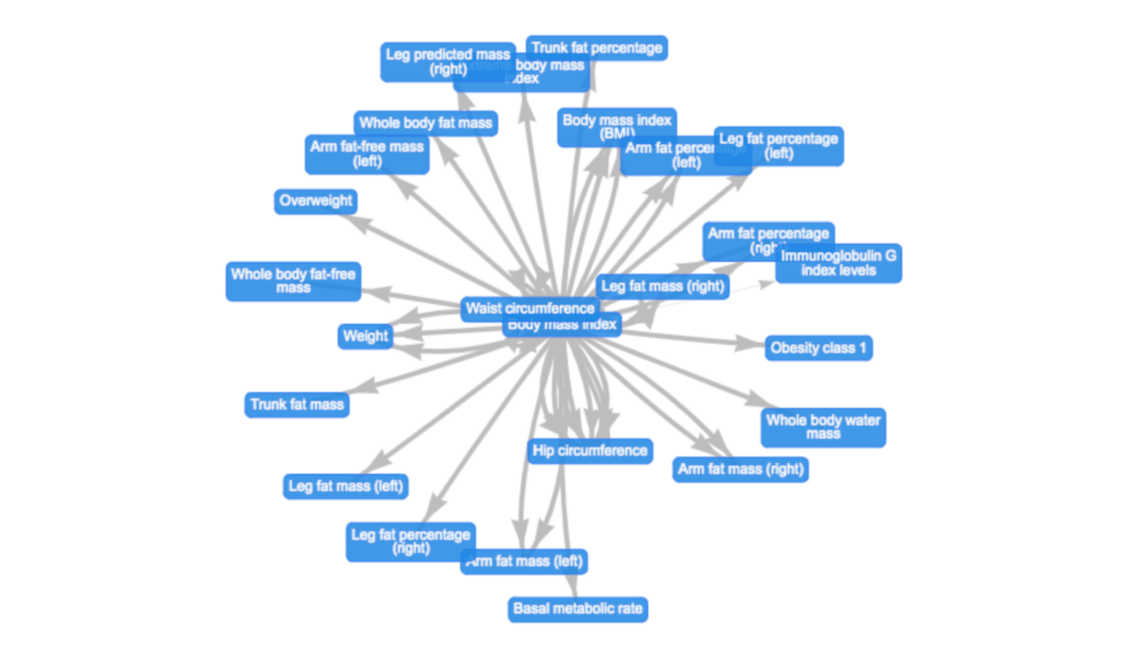 Trunk fat percentage
Leg predicted mass
(right)
body mass
index
Whole body fat mass
Body mass index
(BMI)
Arm fat-free mass
(left)
Arm fat
(left)
Leg fat percentage
(left)
Overweight
Arm fat percentage
(right
Immunoglobulin G
index levels
Whole body fat-free
mass
Leg fat mass (right)
Waist circumference
Body mass index
Weight
Obesity class 1
Trunk fat mass
Whole body water
mass
Hip circumference
Arm fat mass (right)
Leg fat mass (left)
Leg fat percentage
(right)
Arm fat mass (left)
Basal metabolic rate